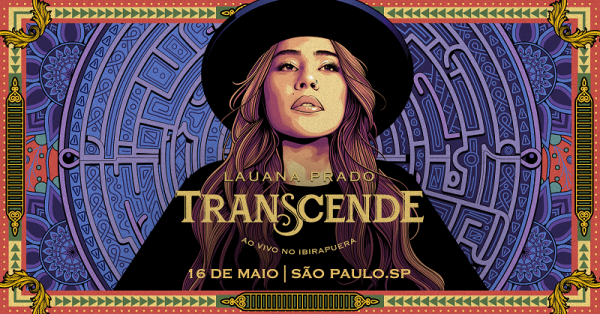 LAUANA PRADO
TRANSCENDE
AO VIVO NO IBIRAPUERA
16 DE MAIO | SÃO PAULO.SP